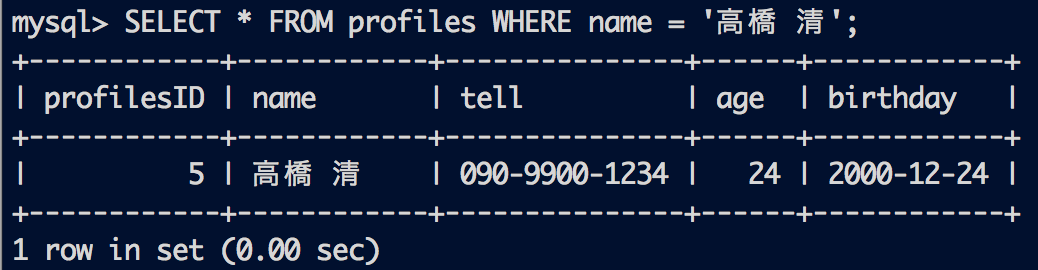 mysql> SELECT * FROM profiles WHERE name = '高橋 清';
+------------+------------+---------------+------+------------+
| profilesID | name       | tell          | age  | birthday   |
+------------+------------+---------------+------+------------+
|          5 | 高橋 清    | 090-9900-1234 |   24 | 2000-12-24 |
+------------+------------+---------------+------+------------+
1 row in set (0.00 sec)